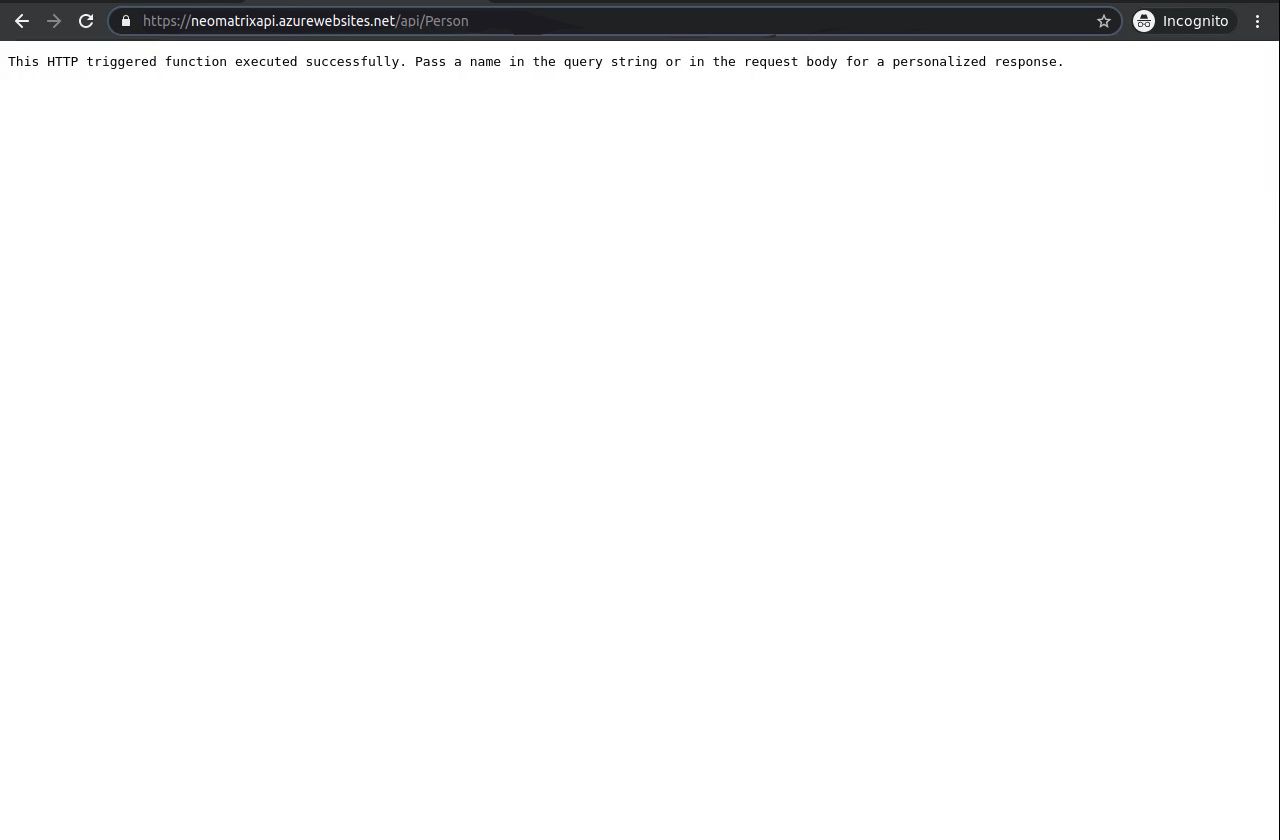 https://neomatrixapi.azurewebsites.net/api/Person
Incognito
This HTTP triggered function executed successfully. Pass a name in the query string or in the request body for a personalized response.